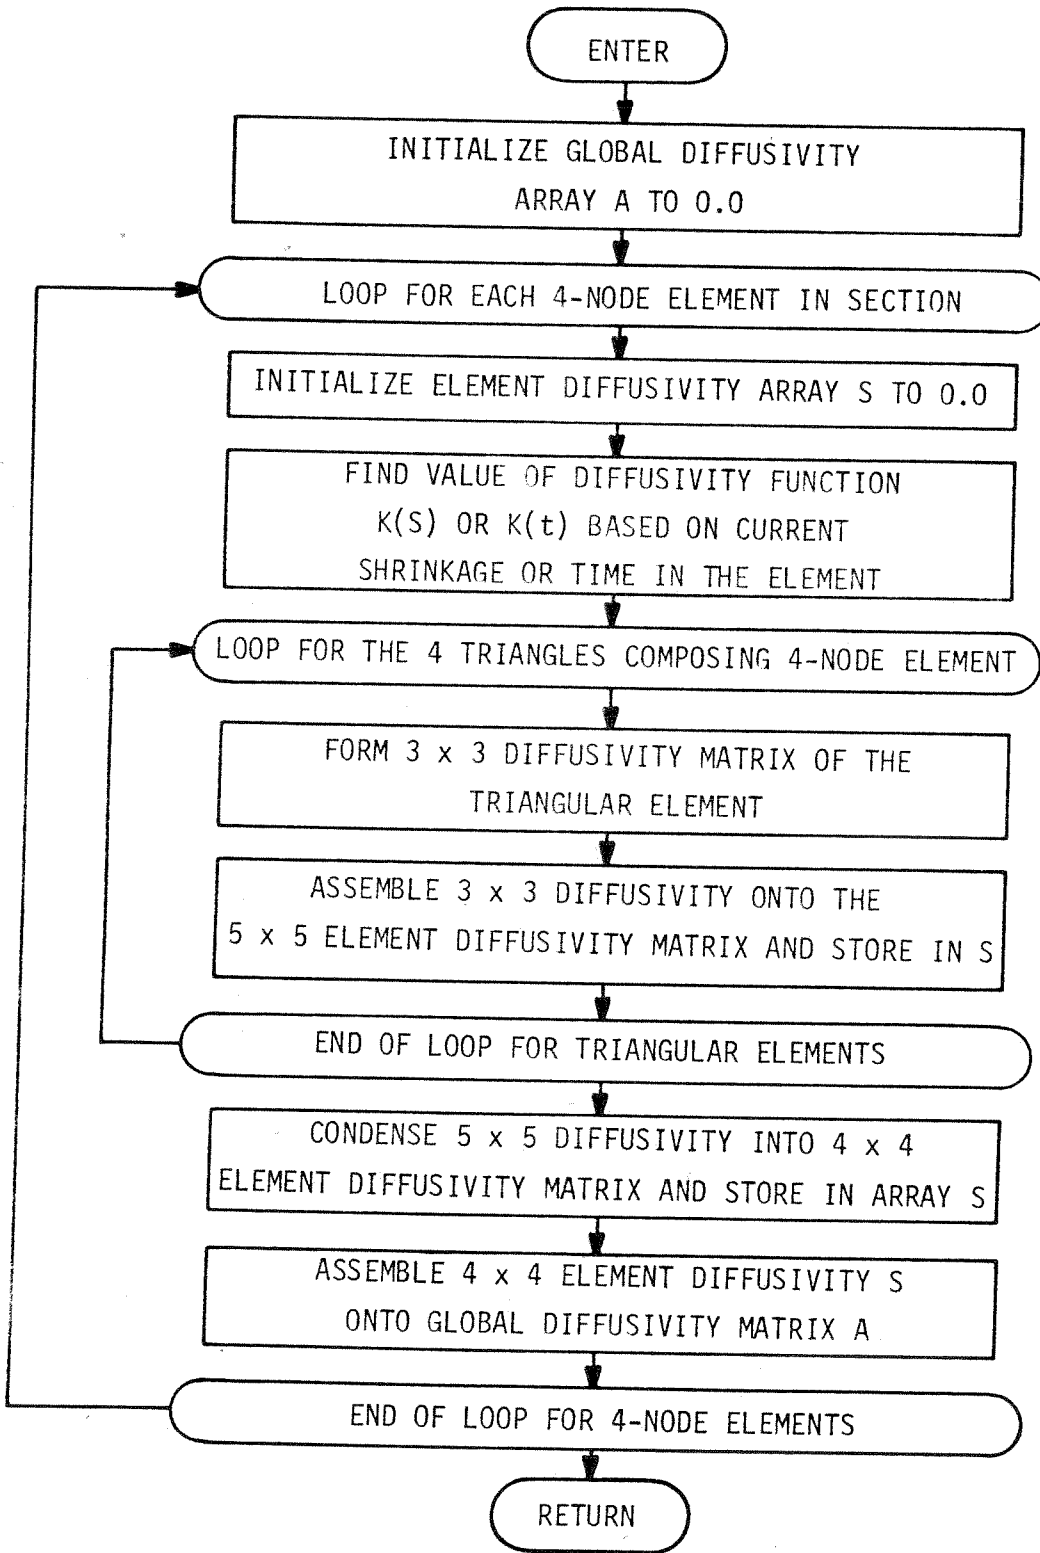 ENTER
INITIALIZE GLOBAL DIFFUSIVITY
ARRAY A TO 0.0
LOOP FOR EACH 4-NODE ELEMENT IN SECTION
INITIALIZE ELEMENT DIFFUSIVITY ARRAY S TO 0.0
FIND VALUE OF DIFFUSIVITY FUNCTION
K(S) OR K(t) BASED ON CURRENT
SHRINKAGE OR TIME IN THE ELEMENT
LOOP FOR THE 4 TRIANGLES COMPOSING 4-NODE ELEMENT
FORM 3 x 3 DIFFUSIVITY MATRIX OF THE
TRIANGULAR ELEMENT
ASSEMBLE 3 x 3 DIFFUSIVITY ONTO THE
5 x 5 ELEMENT DIFFUSIVITY MATRIX AND STORE IN S
END OF LOOP FOR TRIANGULAR ELEMENTS
CONDENSE 5 x 5 DIFFUSIVITY INTO 4 x 4
ELEMENT DIFFUSIVITY MATRIX AND STORE IN ARRAY S
ASSEMBLE 4 x 4 ELEMENT DIFFUSIVITY S
ONTO GLOBAL DIFFUSIVITY MATRIX A
END OF LOOP FOR 4-NODE ELEMENTS
RETURN